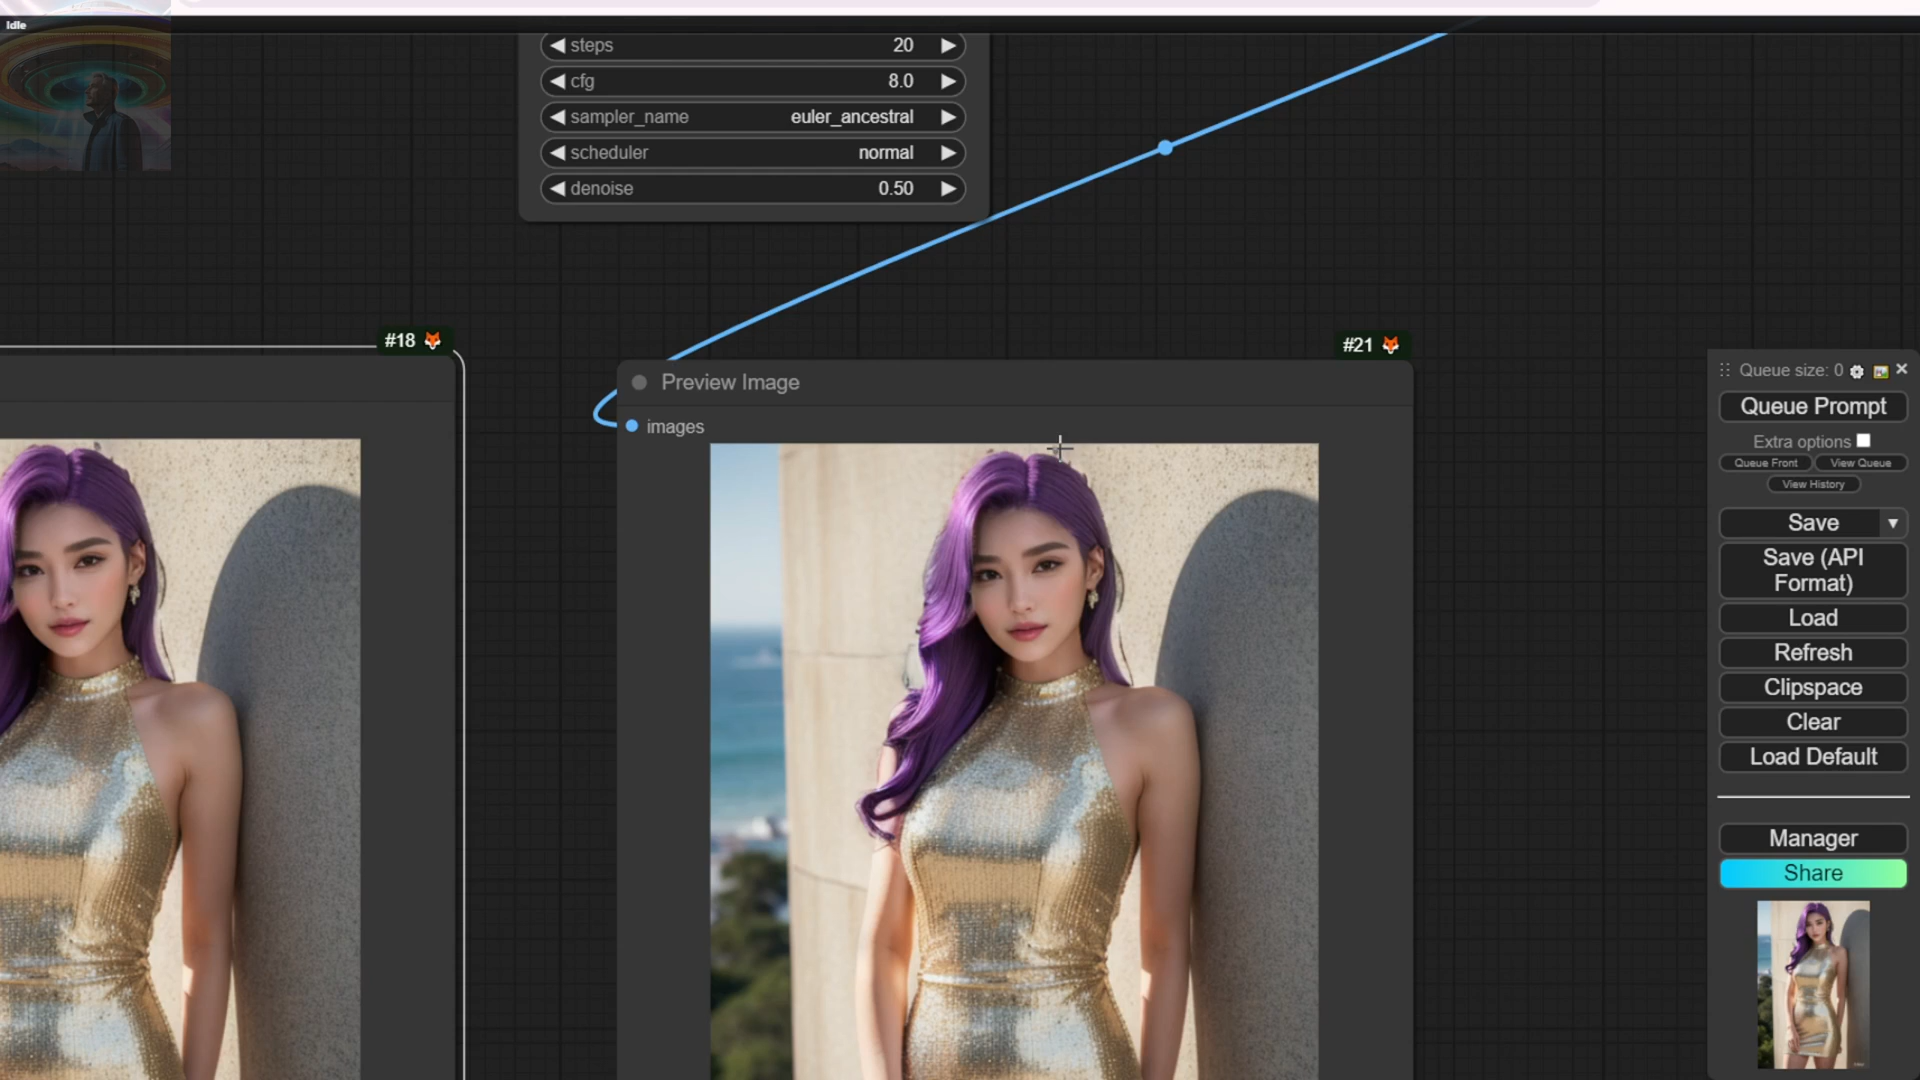 Idle
steps 20
cfg 8.0
sampler_name euler_ancestral
scheduler normal
denoise 0.50
#18
#21
Preview Image
images
Queue size: 0
Queue Prompt
Extra options
Queue Front View Queue
View History
Save
Save (API
Format)
Load
Refresh
Clipspace
Clear
Load Default
Manager
Share